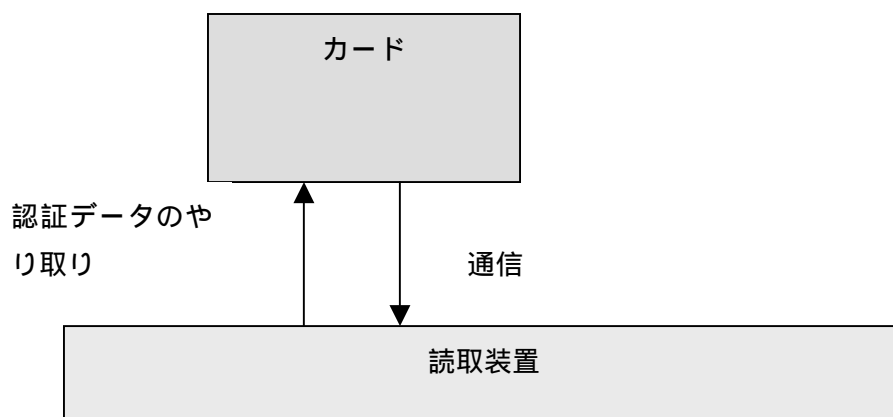 カード
認証データのや
り取り
通信
読取装置